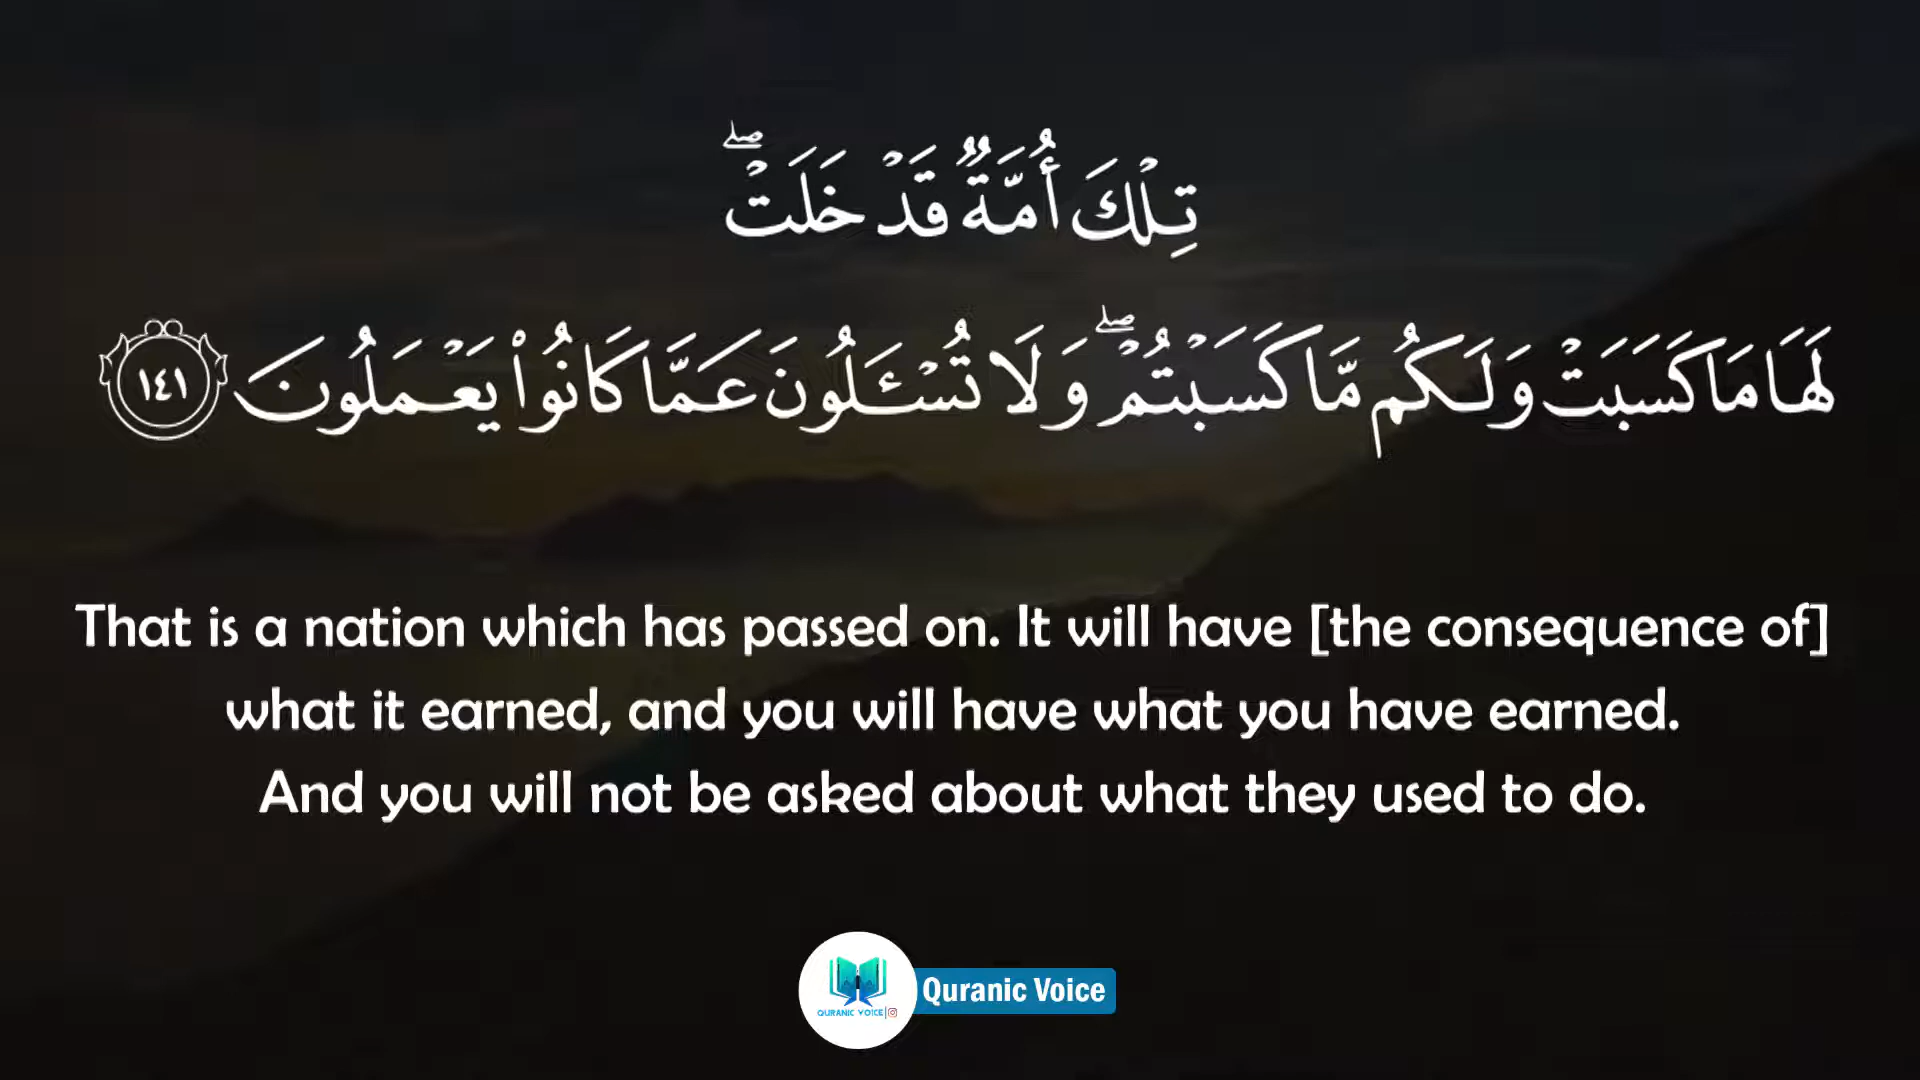 تِلْكَ أُمَّةٌ قَدْ خَلَتْ ۖ
لَهَا مَا كَسَبَتْ وَلَكُم مَّا كَسَبْتُمْ ۖ وَلَا تُسْـَٔلُونَ عَمَّا كَانُوا۟ يَعْمَلُونَ ١٤١
That is a nation which has passed on. It will have [the consequence of]
what it earned, and you will have what you have earned.
And you will not be asked about what they used to do.
QURANIC VOICE
Quranic Voice